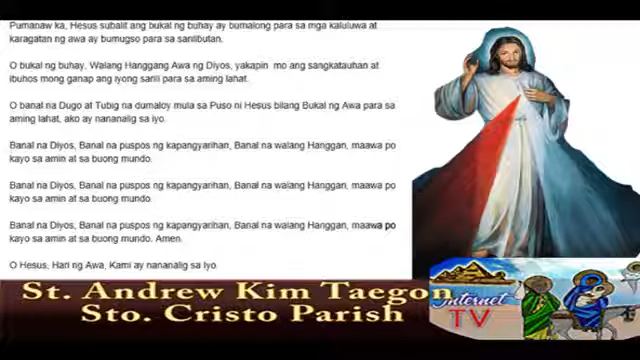 Pumanaw ka, Hesus subalit ang bukal ng buhay ay bumalong para sa mga kaluluwa at
karagatan ng awa ay bumugso para sa sanlibutan.
O bukal ng buhay, Walang Hanggang Awa ng Diyos, yakapin mo ang sangkatauhan at
ibuhos mong ganap ang iyong sarili para sa aming lahat.
O banal na Dugo at Tubig na dumaloy mula sa Puso ni Hesus bilang Bukal ng Awa para sa
aming lahat, ako ay nananalig sa iyo.
Banal na Diyos, Banal na puspos ng kapangyarihan, Banal na walang Hanggan, maawa po
kayo sa amin at sa buong mundo.
Banal na Diyos, Banal na puspos ng kapangyarihan, Banal na walang Hanggan, maawa po
kayo sa amin at sa buong mundo.
Banal na Diyos, Banal na puspos ng kapangyarihan, Banal na walang Hanggan, maawa po
kayo sa amin at sa buong mundo. Amen.
O Hesus, Hari ng Awa, Kami ay nananalig sa Iyo.
St. Andrew Kim Taegon
Sto. Cristo Parish
Internet
TV